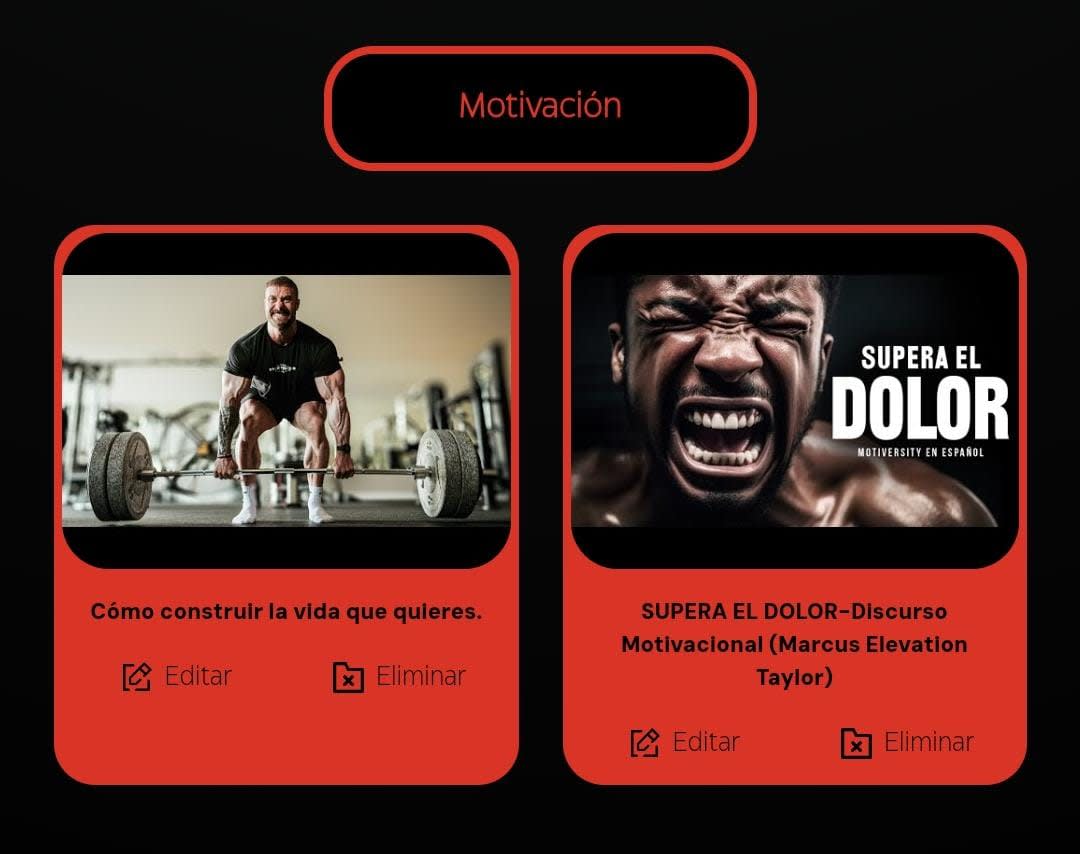 Motivación
SUPERA EL
DOLOR
MOTIVERSITY EN ESPAÑOL
Cómo construir la vida que quieres.
SUPERA EL DOLOR-Discurso
Motivacional (Marcus Elevation
Taylor)
Editar
Eliminar
Editar
Eliminar